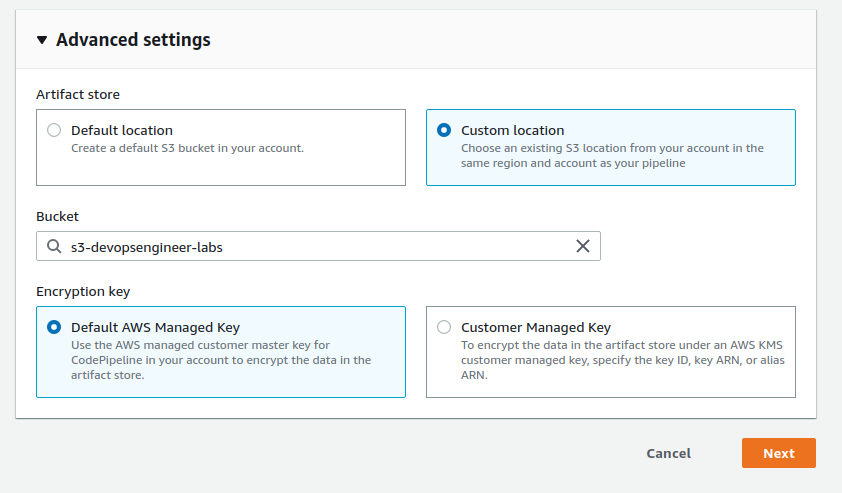 Advanced settings
Artifact store
Default location
Create a default S3 bucket in your account.
Custom location
Choose an existing S3 location from your account in the
same region and account as your pipeline
Bucket
s3-devopsengineer-labs
Encryption key
Default AWS Managed Key
Use the AWS managed customer master key for
CodePipeline in your account to encrypt the data in the
artifact store.
Customer Managed Key
To encrypt the data in the artifact store under an AWS KMS
customer managed key, specify the key ID, key ARN, or alias
ARN.
Cancel
Next